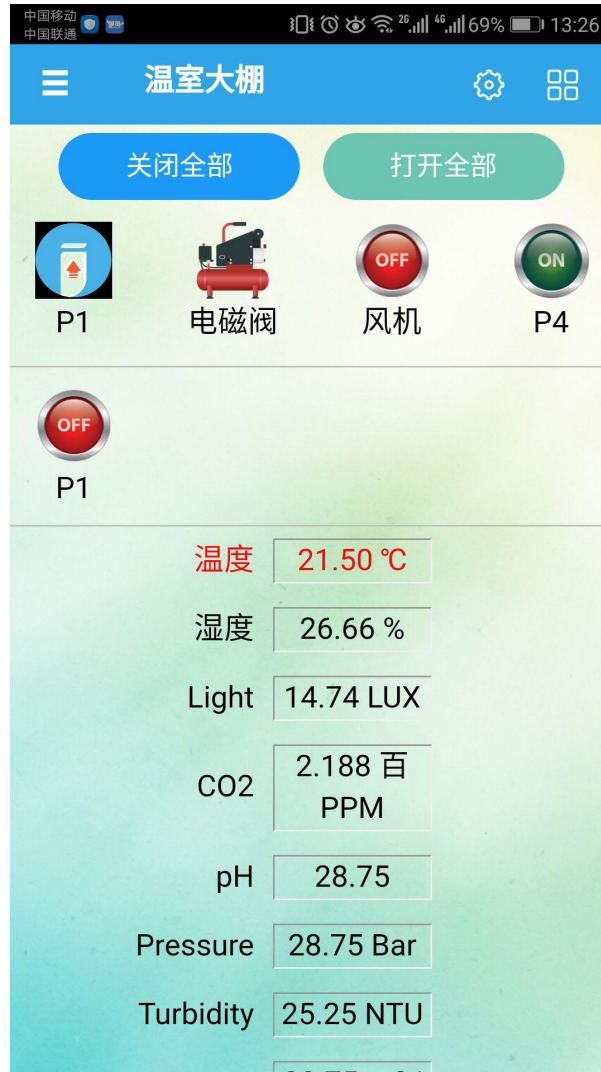 中国移动
中国联通
26 46 69% 13:26
温室大棚
关闭全部 打开全部
OFF ON
P1 电磁阀 风机 P4
OFF
P1
温度 21.50 ℃
湿度 26.66 %
Light 14.74 LUX
CO2 2.188 百
PPM
pH 28.75
Pressure 28.75 Bar
Turbidity 25.25 NTU